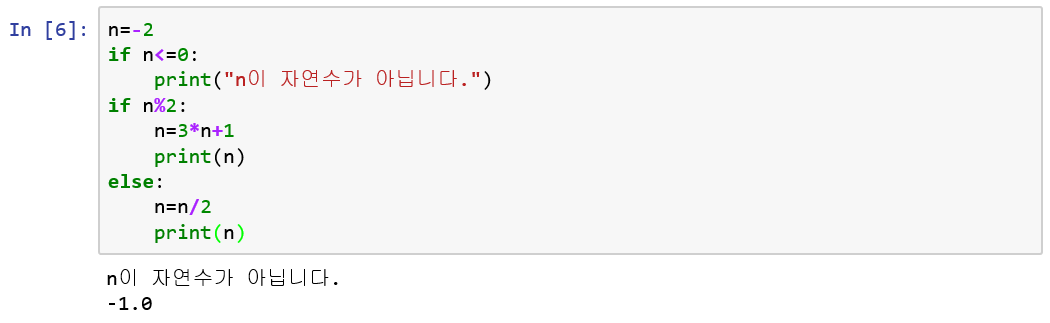 In [6]: n=-2
if n<=0:
    print("n이 자연수가 아닙니다.")
if n%2:
    n=3*n+1
    print(n)
else:
    n=n/2
    print(n)
n이 자연수가 아닙니다.
-1.0